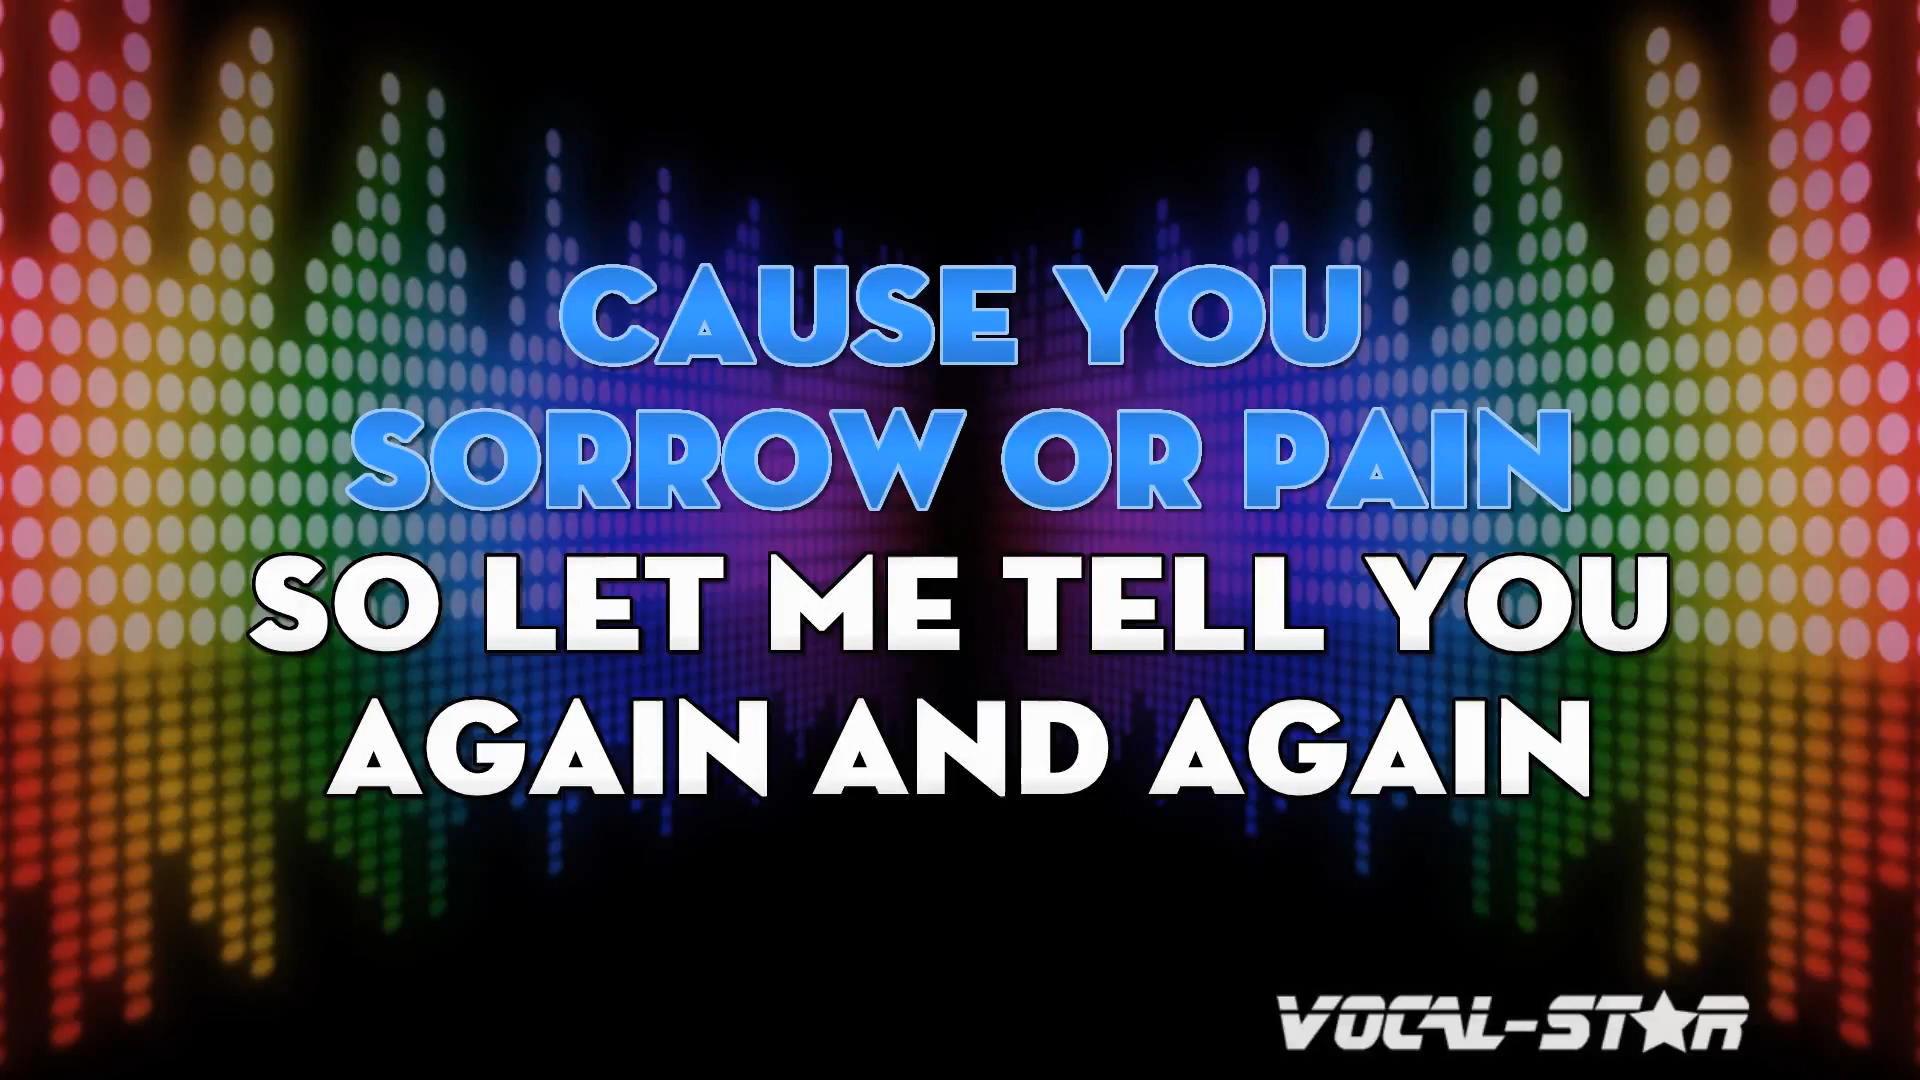 CAUSE YOU
SORROW OR PAIN
SO LET ME TELL YOU
AGAIN AND AGAIN
VOCAL-STAR